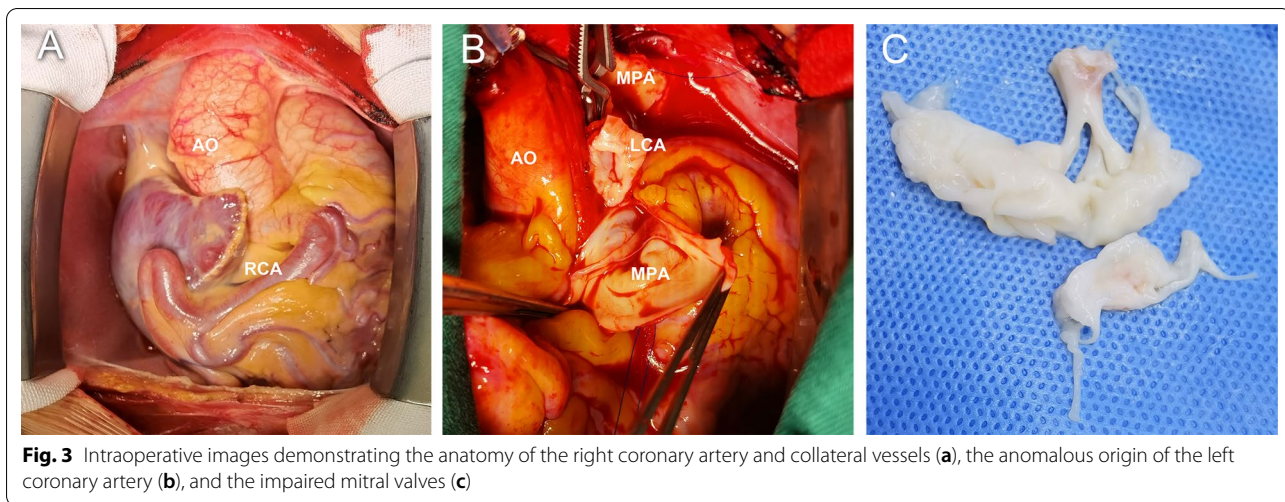 A
AO
RCA
B
MPA
AO
LCA
MPA
C
Fig. 3 Intraoperative images demonstrating the anatomy of the right coronary artery and collateral vessels (a), the anomalous origin of the left
coronary artery (b), and the impaired mitral valves (c)